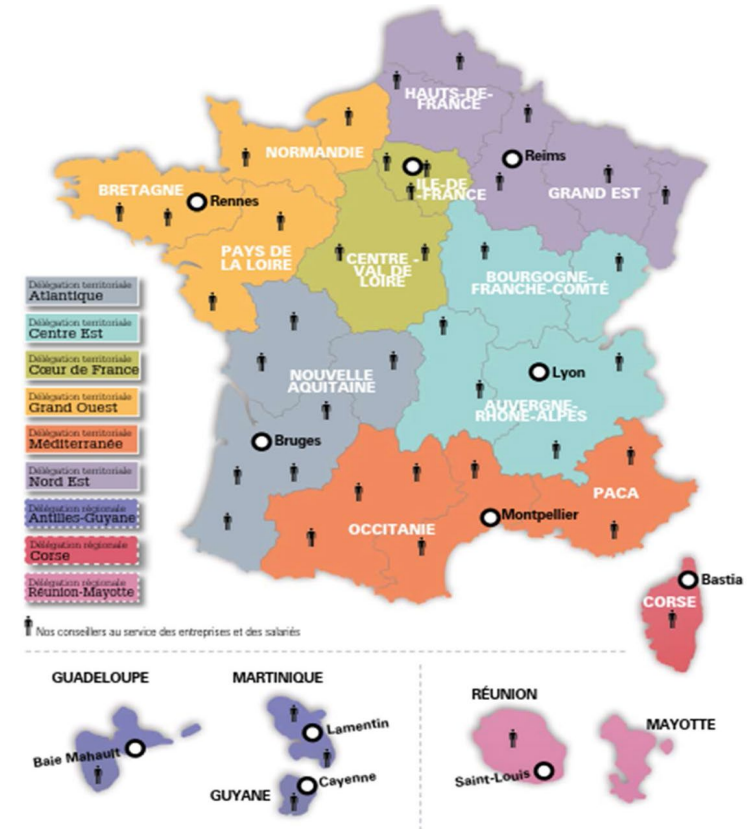 HAUTS-DE-
FRANCE
NORMANDIE
Reims
ILE-DE
-FRANCE
GRAND EST
BRETAGNE
Rennes
PAYS DE
LA LOIRE
CENTRE -
VAL DE
LOIRE
BOURGOGNE-
FRANCHE-COMTÉ
Délégation territoriale
Atlantique
Délégation territoriale
Centre Est
Délégation territoriale
Cœur de France
Délégation territoriale
Grand Ouest
Délégation territoriale
Méditerranée
Délégation territoriale
Nord Est
Délégation régionale
Antilles-Guyane
Délégation régionale
Corse
Délégation régionale
Réunion-Mayotte
NOUVELLE
AQUITAINE
Lyon
AUVERGNE-
RHÔNE-ALPES
Bruges
PACA
Montpellier
OCCITANIE
Bastia
CORSE
Nos conseillers au service des entreprises et des salariés
GUADELOUPE
Baie Mahault
MARTINIQUE
Lamentin
GUYANE
Cayenne
RÉUNION
Saint-Louis
MAYOTTE